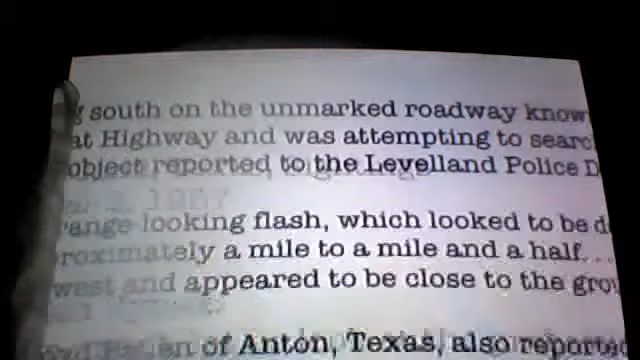 south on the unmarked roadway know
at Highway and was attempting to searc
object reported to the Levelland Police D
range looking flash, which looked to be d
roximately a mile to a mile and a half...
west and appeared to be close to the grou
of Anton, Texas, also reported